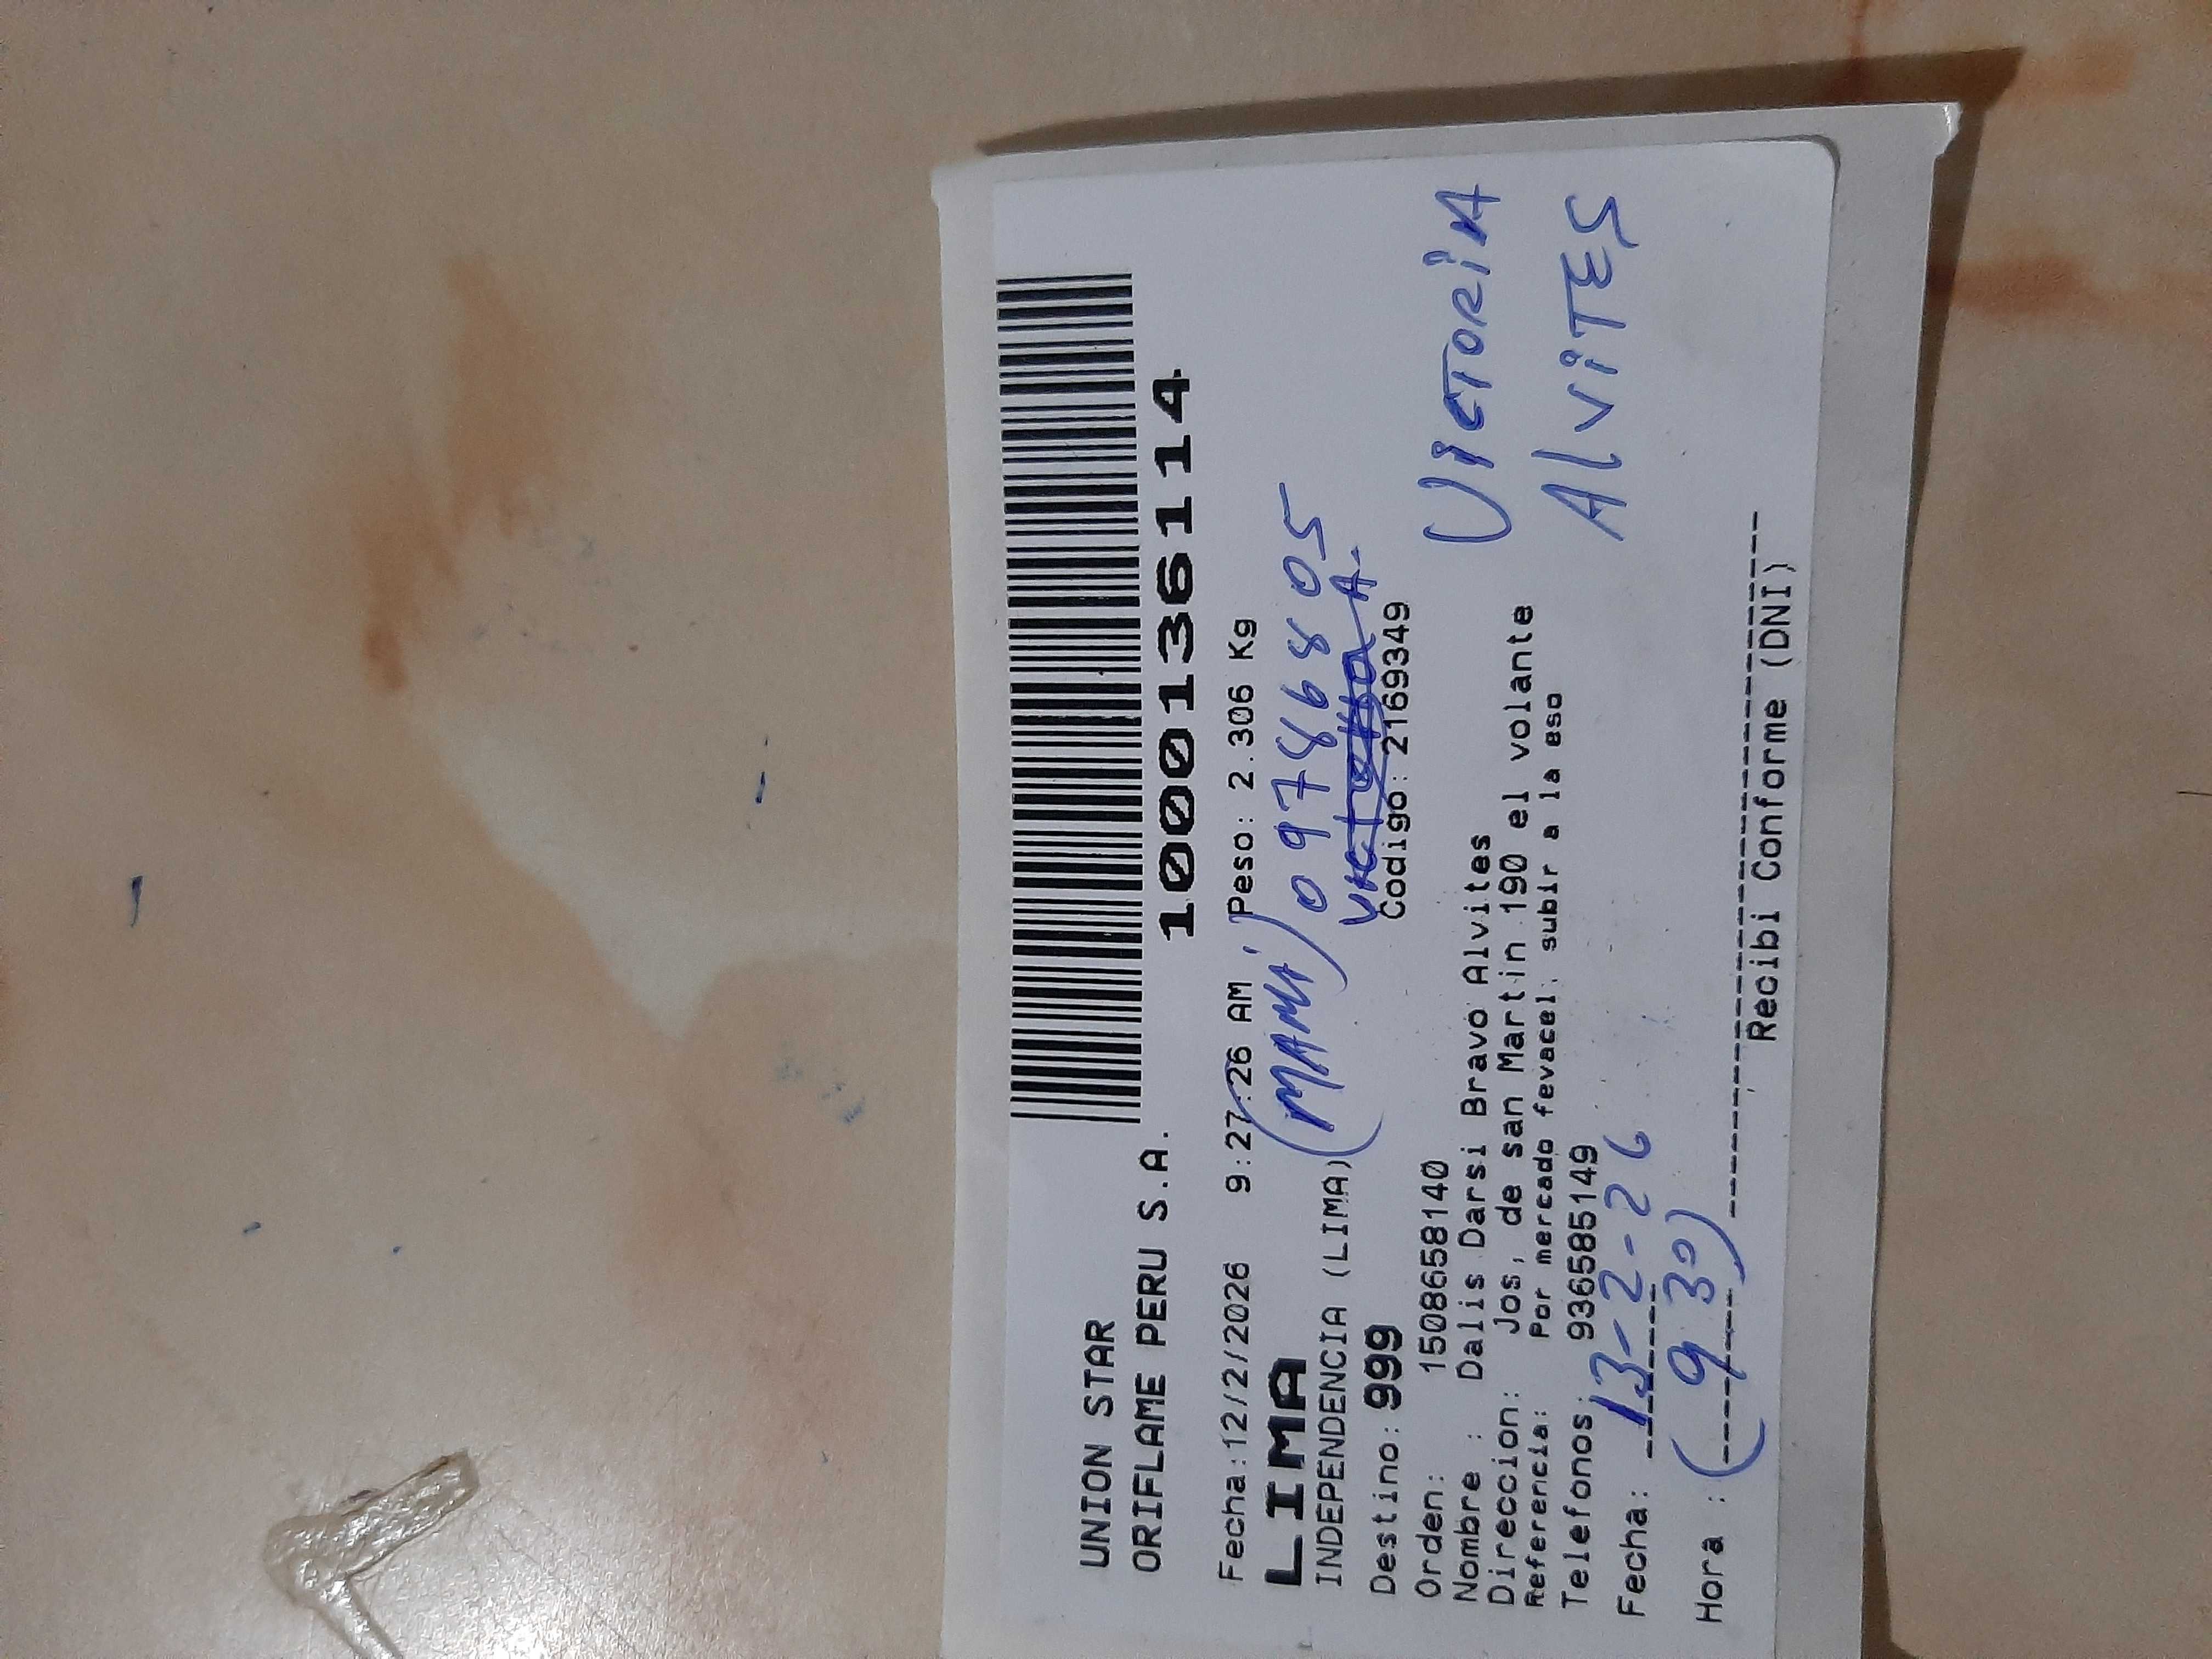 UNION STAR
ORIFLAME PERU S.A.
1000136114
Fecha:12/2/2026 9:27:26 AM Peso: 2.306 Kg
LIMA
(MAMÁ) 09786805
INDEPENDENCIA (LIMA)
A.
Destino: 999 Codigo: 2169349
Orden: 1508658140
VICTORIA
Nombre : Dalis Darsi Bravo Alvites
Direccion: Jos, de san Martin 190 el volante
Referencia: Por mercado fevacel, subir a la eso
ALVITES
Telefonos: 936585149
Fecha: 13-2-26
Hora : (9 30)
Recibi Conforme (DNI)